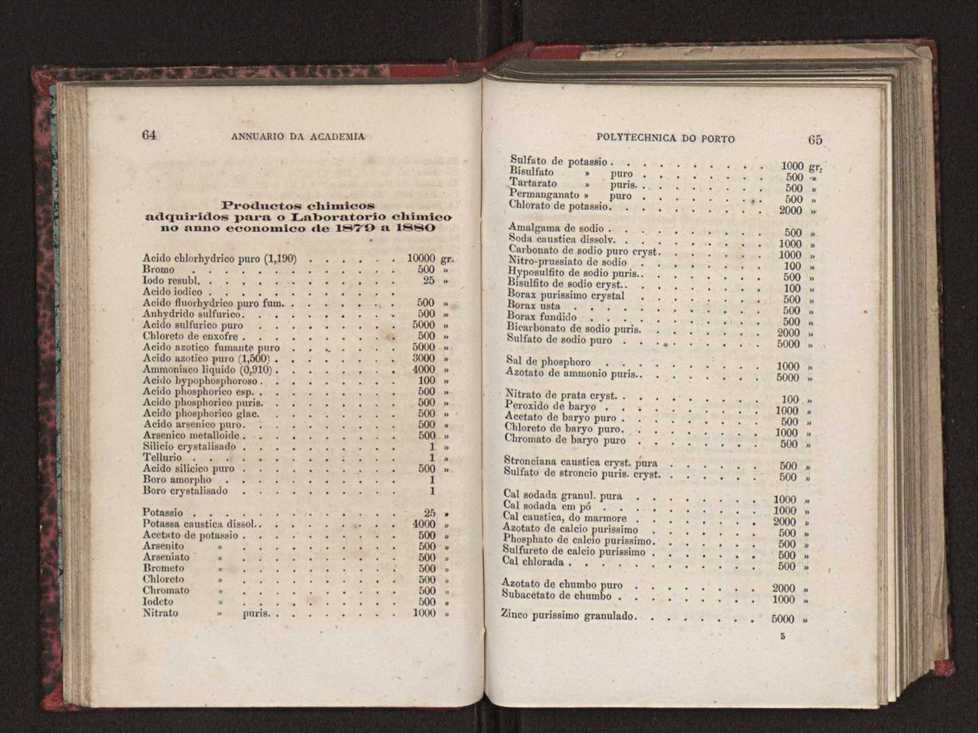 64 ANNUARIO DA ACADEMIA
Productos chimicos
adquiridos para o Laboratorio chimico
no anno economico de 1879 a 1880
Acido chlorhydrico puro (1,190) . . . . . . 10000 gr.
Bromo . . . . . . . . . . . 500 »
Iodo resubl. . . . . . . . . . . 25 »
Acido iodico . . . . . . . . . .
Acido fluorhydrico puro fum. . . . . . . 500 »
Anhydrido sulfurico. . . . . . . . . 500 »
Acido sulfurico puro . . . . . . . . 5000 »
Chloreto de enxofre . . . . . . . . . 500 »
Acido azotico fumante puro . . . . . . 5000 »
Acido azotico puro (1,500) . . . . . . . 3000 »
Ammoniaco liquido (0,910) . . . . . . . 4000 »
Acido hypophosphoroso . . . . . . . . 100 »
Acido phosphorico esp. . . . . . . . . 500 »
Acido phosphorico puris. . . . . . . . 500 »
Acido phosphorico glac. . . . . . . . 500 »
Acido arsenico puro. . . . . . . . . 500 »
Arsenico metalloide . . . . . . . . . 500 »
Silicio crystalisado . . . . . . . . . 1 »
Tellurio . . . . . . . . . . . 1 »
Acido silicico puro . . . . . . . . . 500 »
Boro amorpho . . . . . . . . . . 1
Boro crystalisado . . . . . . . . . 1
Potassio . . . . . . . . . . . 25 »
Potassa caustica dissol. . . . . . . . . 4000 »
Acetato de potassio . . . . . . . . . 500 »
Arsenito » . . . . . . . . . 500 »
Arseniato » . . . . . . . . . 500 »
Brometo » . . . . . . . . . 500 »
Chloreto » . . . . . . . . . 500 »
Chromato » . . . . . . . . . 500 »
Iodeto » . . . . . . . . . 500 »
Nitrato » puris. . . . . . . . 1000 »
POLYTECHNICA DO PORTO 65
Sulfato de potassio . . . . . . . . . 1000 gr.
Bisulfato » puro . . . . . . . 500 »
Tartarato » puris. . . . . . . . 500 »
Permanganato » puro . . . . . . . 500 »
Chlorato de potassio. . . . . . . . . 2000 »
Amalgama de sodio . . . . . . . . . 500 »
Soda caustica dissolv. . . . . . . . . 1000 »
Carbonato de sodio puro cryst. . . . . . . 1000 »
Nitro-prussiato de sodio . . . . . . . . 100 »
Hyposulfito de sodio puris. . . . . . . . 500 »
Bisulfito de sodio cryst. . . . . . . . . 100 »
Borax purissimo crystal . . . . . . . . 500 »
Borax usta . . . . . . . . . . 500 »
Borax fundido . . . . . . . . . . 500 »
Bicarbonato de sodio puris. . . . . . . . 2000 »
Sulfato de sodio puro . . . . . . . . 5000 »
Sal de phosphoro . . . . . . . . . 1000 »
Azotato de ammonio puris. . . . . . . . 5000 »
Nitrato de prata cryst. . . . . . . . . 100 »
Peroxido de baryo . . . . . . . . . 1000 »
Acetato de baryo puro . . . . . . . . 500 »
Chloreto de baryo puro. . . . . . . . 1000 »
Chromato de baryo puro . . . . . . . 500 »
Stronciana caustica cryst. pura . . . . . . 500 »
Sulfato de stroncio puris. cryst. . . . . . . 500 »
Cal sodada granul. pura . . . . . . . 1000 »
Cal sodada em pó . . . . . . . . . 1000 »
Cal caustica, do marmore . . . . . . . 2000 »
Azotato de calcio purissimo . . . . . . . 500 »
Phosphato de calcio purissimo. . . . . . . 500 »
Sulfureto de calcio purissimo . . . . . . 500 »
Cal chlorada . . . . . . . . . . 500 »
Azotato de chumbo puro . . . . . . . 2000 »
Subacetato de chumbo . . . . . . . . 1000 »
Zinco purissimo granulado. . . . . . . . 5000 »
5